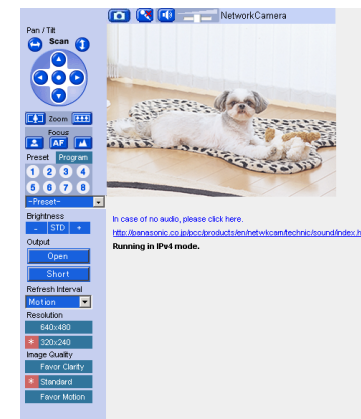 NetworkCamera
Pan / Tilt
Scan
Zoom
Focus
AF
Preset Program
1 2 3 4
5 6 7 8
-Preset-
Brightness
- STD +
Output
Open
Short
Refresh Interval
Motion
Resolution
640x480
* 320x240
Image Quality
Favor Clarity
* Standard
Favor Motion
In case of no audio, please click here.
http://panasonic.co.jp/pcc/products/en/netwkcam/technic/sound/index.h
Running in IPv4 mode.